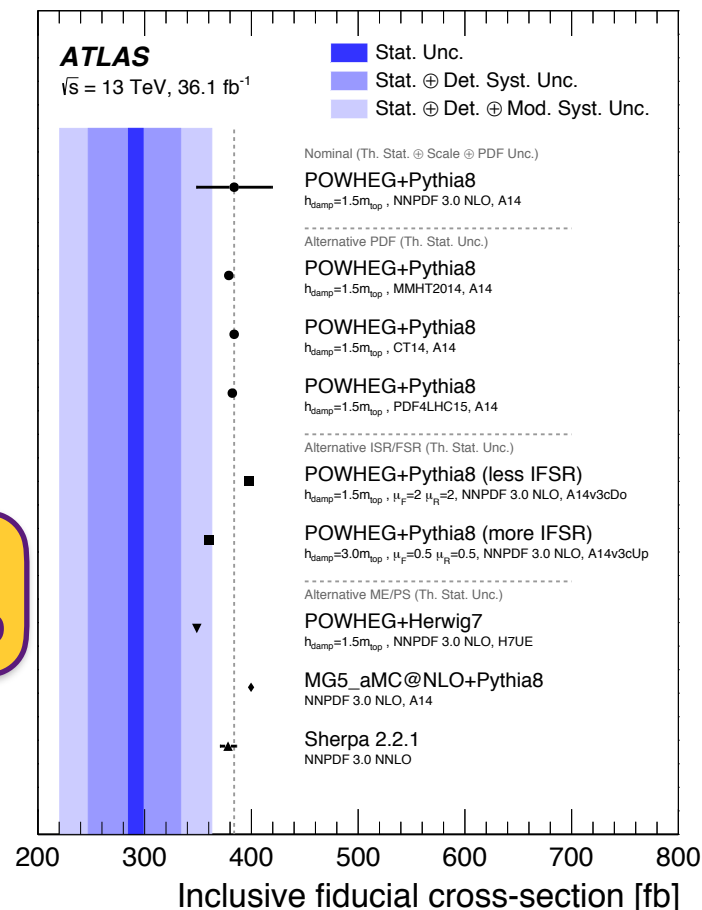 ATLAS
√s = 13 TeV, 36.1 fb⁻¹
Stat. Unc.
Stat. ⊕ Det. Syst. Unc.
Stat. ⊕ Det. ⊕ Mod. Syst. Unc.
Nominal (Th. Stat. ⊕ Scale ⊕ PDF Unc.)
POWHEG+Pythia8
h_damp=1.5m_top , NNPDF 3.0 NLO, A14
Alternative PDF (Th. Stat. Unc.)
POWHEG+Pythia8
h_damp=1.5m_top , MMHT2014, A14
POWHEG+Pythia8
h_damp=1.5m_top , CT14, A14
POWHEG+Pythia8
h_damp=1.5m_top , PDF4LHC15, A14
Alternative ISR/FSR (Th. Stat. Unc.)
POWHEG+Pythia8 (less IFSR)
h_damp=1.5m_top , μ_F=2 μ_R=2, NNPDF 3.0 NLO, A14v3cDo
POWHEG+Pythia8 (more IFSR)
h_damp=3.0m_top , μ_F=0.5 μ_R=0.5, NNPDF 3.0 NLO, A14v3cUp
Alternative ME/PS (Th. Stat. Unc.)
POWHEG+Herwig7
h_damp=1.5m_top , NNPDF 3.0 NLO, H7UE
MG5_aMC@NLO+Pythia8
NNPDF 3.0 NLO, A14
Sherpa 2.2.1
NNPDF 3.0 NNLO
200 300 400 500 600 700 800
Inclusive fiducial cross-section [fb]